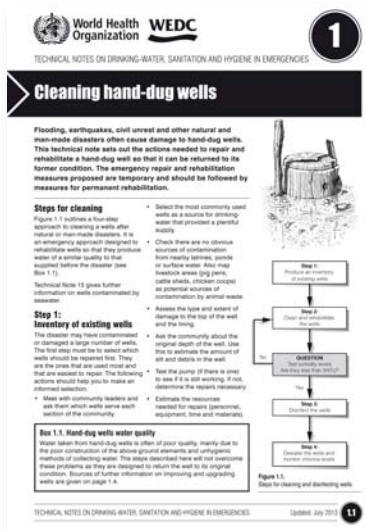 World Health
Organization
WEDC
1
TECHNICAL NOTES ON DRINKING-WATER, SANITATION AND HYGIENE IN EMERGENCIES
Cleaning hand-dug wells
Flooding, earthquakes, civil unrest and other natural and
man-made disasters often cause damage to hand-dug wells.
This technical note sets out the actions needed to repair and
rehabilitate a hand-dug well so that it can be returned to its
former condition. The emergency repair and rehabilitation
measures proposed are temporary and should be followed by
measures for permanent rehabilitation.
Steps for cleaning
Figure 1.1 outlines a four-step
approach to cleaning a wells after
natural or man-made disasters. It is
an emergency approach designed to
rehabilitate wells so that they produce
water of a similar quality to that
supplied before the disaster (see
Box 1.1).
Technical Note 15 gives further
information on wells contaminated by
seawater.
Step 1:
Inventory of existing wells
The disaster may have contaminated
or damaged a large number of wells.
The first step must be to select which
wells should be repaired first. They
are the ones that are used most and
that are easiest to repair. The following
actions should help you to make an
informed selection.
• Meet with community leaders and
ask them which wells serve each
section of the community.
• Select the most commonly used
wells as a source for drinking-
water that provided a plentiful
supply.
• Check there are no obvious
sources of contamination
from nearby latrines, ponds
or surface water. Also map
livestock areas (pig pens,
cattle sheds, chicken coops)
as potential sources of
contamination by animal waste.
• Assess the type and extent of
damage to the top of the well
and the lining.
• Ask the community about the
original depth of the well. Use
this to estimate the amount of
silt and debris in the well.
• Test the pump (if there is one)
to see if it is still working. If not,
determine the repairs necessary.
• Estimate the resources
needed for repairs (personnel,
equipment, time and materials).
Step 1:
Produce an inventory
of existing wells
Step 2:
Clean and rehabilitate
the wells
No
QUESTION
Test turbidity levels
Are they less than 5NTU?
Yes
Step 3:
Disinfect the wells
Step 4:
Dewater the wells and
monitor chlorine levels
Figure 1.1.
Steps for cleaning and disinfecting wells
Box 1.1. Hand-dug wells water quality
Water taken from hand-dug wells is often of poor quality, mainly due to
the poor construction of the above-ground elements and unhygienic
methods of collecting water. The steps described here will not overcome
these problems as they are designed to return the well to its original
condition. Sources of further information on improving and upgrading
wells are given on page 1.4.
TECHNICAL NOTES ON DRINKING-WATER, SANITATION AND HYGIENE IN EMERGENCIES
Updated: July 2013
1.1